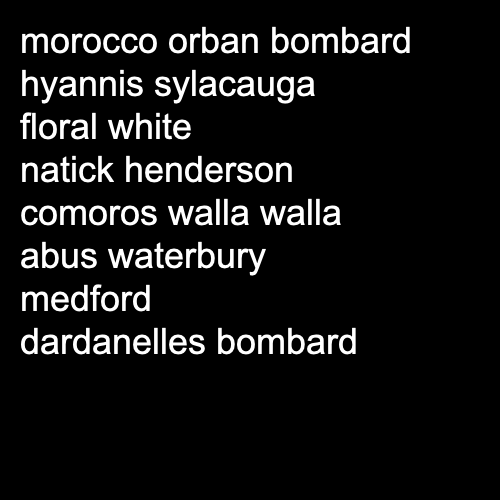 morocco orban bombard
hyannis sylacauga
floral white
natick henderson
comoros walla walla
abus waterbury
medford
dardanelles bombard